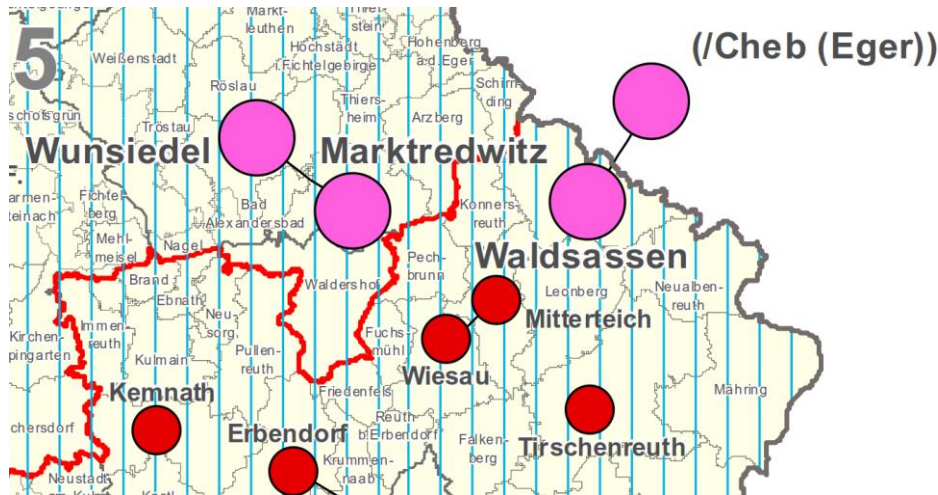 5
Markt-
leuthen
Thier-
stein
Höchstädt
i.Fichtelgebirge
Hohenberg
a.d.Eger
(/Cheb (Eger))
Weißenstadt
Röslau
Schirn-
ding
Thiers-
heim
Arzberg
Tröstau
Wunsiedel
Marktredwitz
Fichtel-
berg
Bad
Alexandersbad
Konners-
reuth
Mehl-
meisel
Nagel
Pech-
brunn
Waldsassen
Brand
Ebnath
Waldershof
Leonberg
Neualben-
reuth
Neu-
sorg
Mitterteich
Immen-
reuth
Kirchen-
pingarten
Fuchs-
mühl
Pullen-
reuth
Kulmain
Wiesau
Kemnath
Friedenfels
Mähring
Erbendorf
Reuth
b.Erbendorf
Falken-
berg
Tirschenreuth
Krummen-
naab
Neustadt